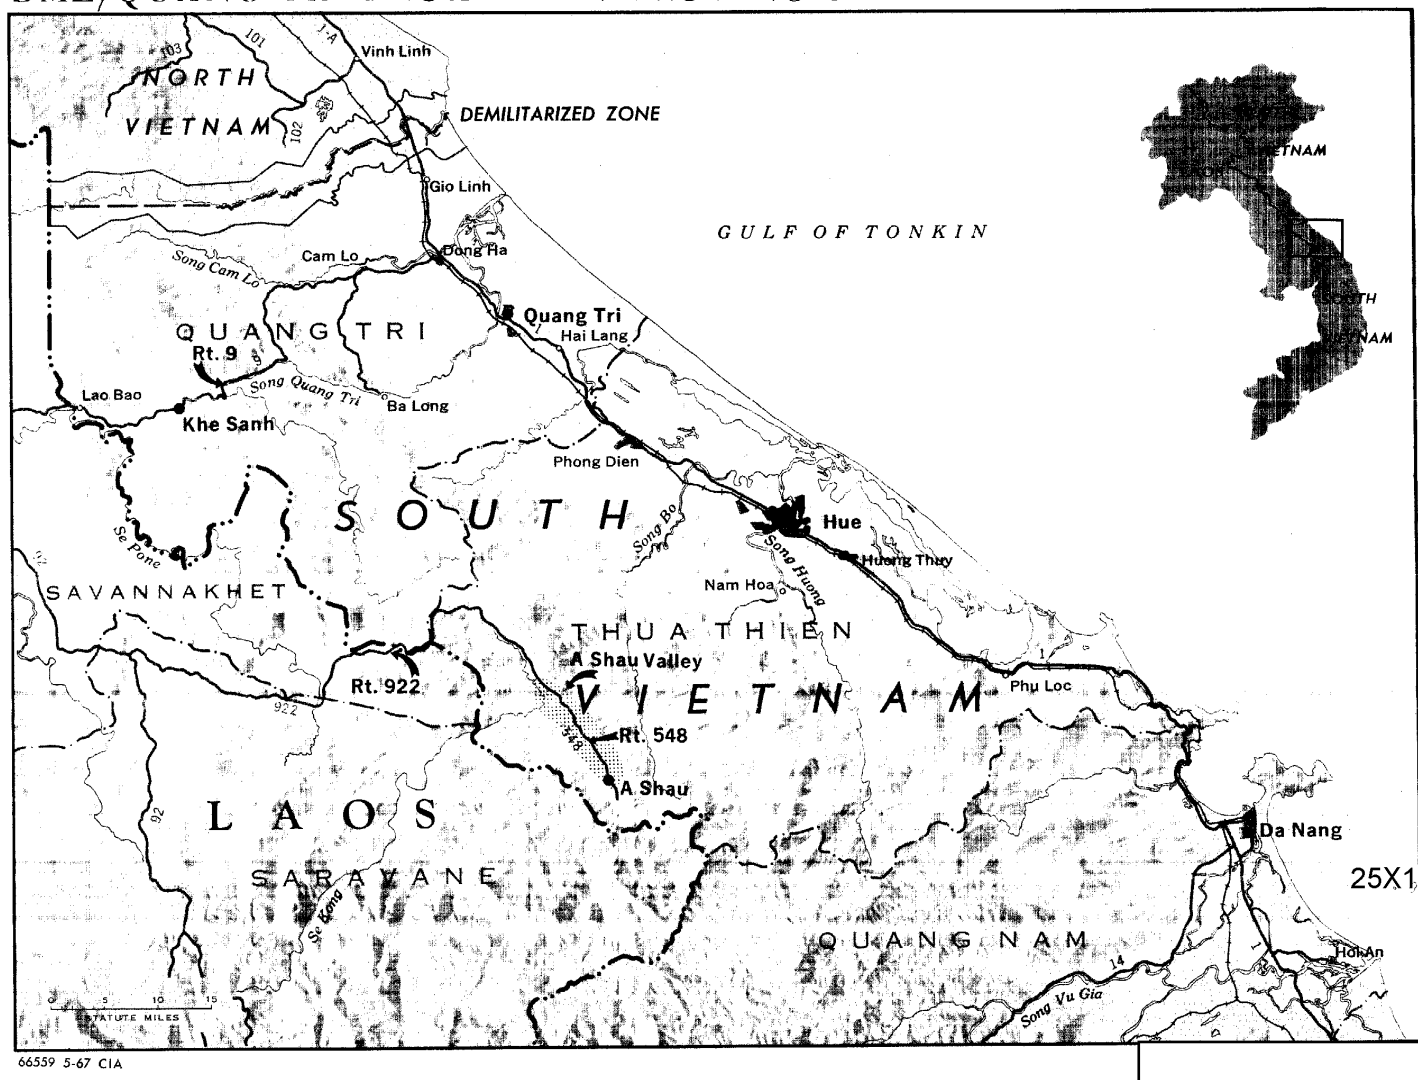 1-A
103
101
Vinh Linh
NORTH
VIETNAM
102
DEMILITARIZED ZONE
VIETNAM
Gio Linh
GULF OF TONKIN
Song Cam Lo
Cam Lo
Dong Ha
SOUTH
VIETNAM
Quang Tri
QUANG TRI
1
Hai Lang
Rt. 9
9
Song Quang Tri
Lao Bao
Ba Long
Khe Sanh
Phong Dien
SOUTH
Song Bo
Hue
Se Pone
Song Huong
Huong Thuy
92
SAVANNAKHET
Nam Hoa
THUA THIEN
A Shau Valley
1
Rt. 922
VIETNAM
Phu Loc
922
548
Rt. 548
A Shau
92
LAOS
Da Nang
SARAVANE
25X1
Se Kong
QUANG NAM
1
Hoi An
14
Song Vu Gia
0 5 10 15
STATUTE MILES
66559 5-67 CIA